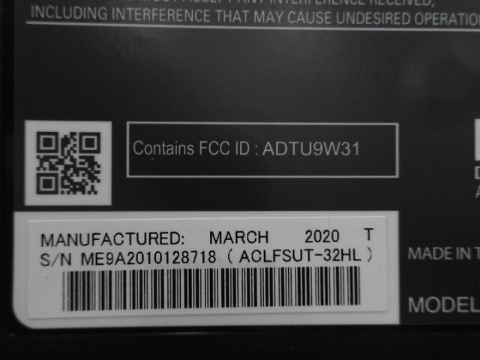 INCLUDING INTERFERENCE THAT MAY CAUSE UNDESIRED OPERATIO
Contains FCC ID : ADTU9W31
MANUFACTURED: MARCH 2020 T
S/N ME9A2010128718 ( ACLFSUT-32HL )
MADE IN T
MODEL